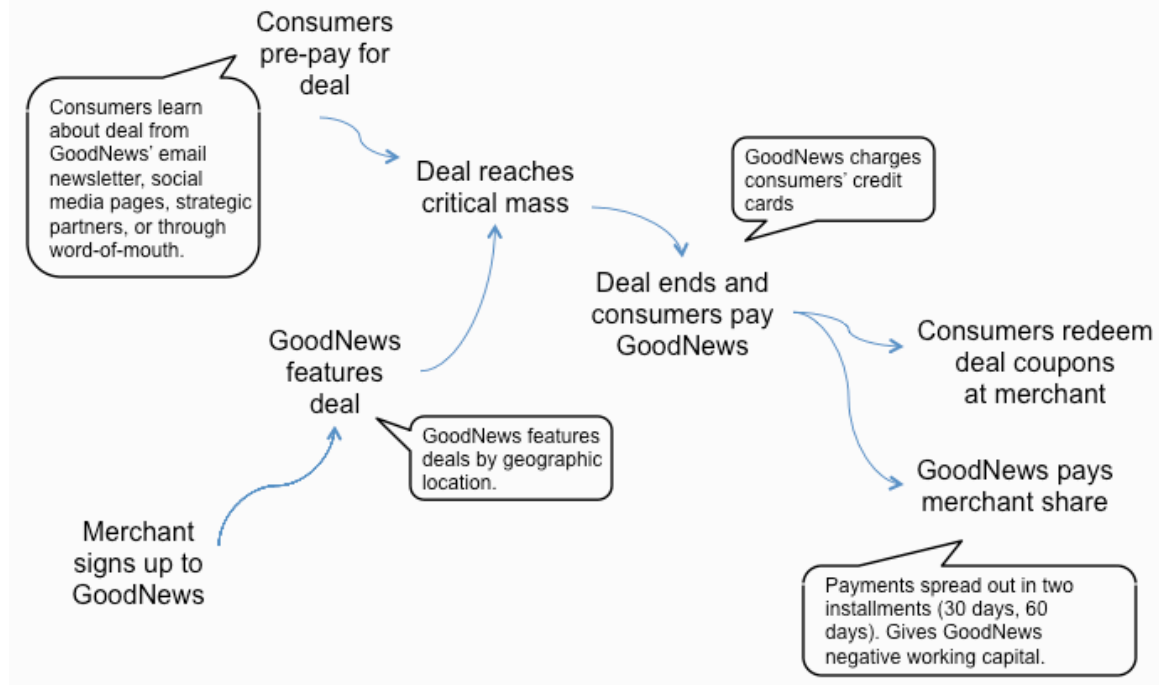 Consumers
pre-pay for
deal
Consumers learn
about deal from
GoodNews' email
newsletter, social
media pages, strategic
partners, or through
word-of-mouth.
Deal reaches
critical mass
GoodNews charges
consumers' credit
cards
Deal ends and
consumers pay
GoodNews
GoodNews
features
deal
GoodNews features
deals by geographic
location.
Consumers redeem
deal coupons
at merchant
GoodNews pays
merchant share
Merchant
signs up to
GoodNews
Payments spread out in two
installments (30 days, 60
days). Gives GoodNews
negative working capital.